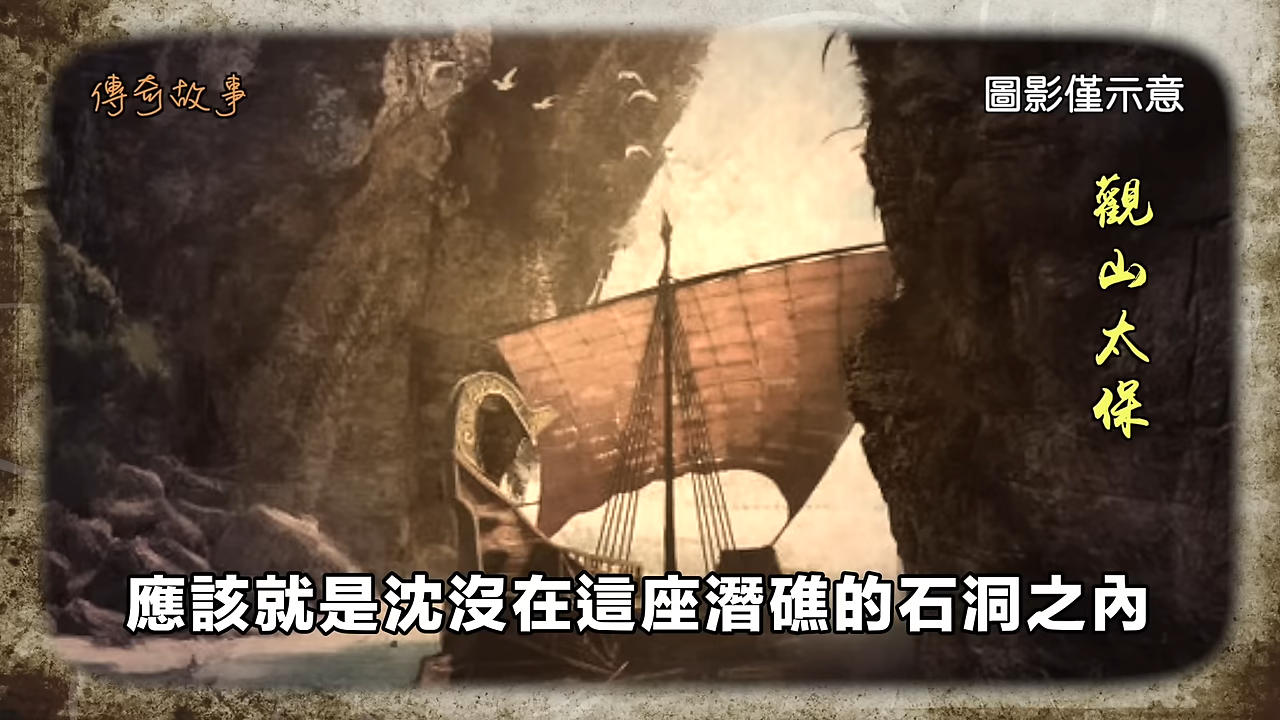 傳奇故事
圖影僅示意
觀山太保
應該就是沈沒在這座潛礁的石洞之內